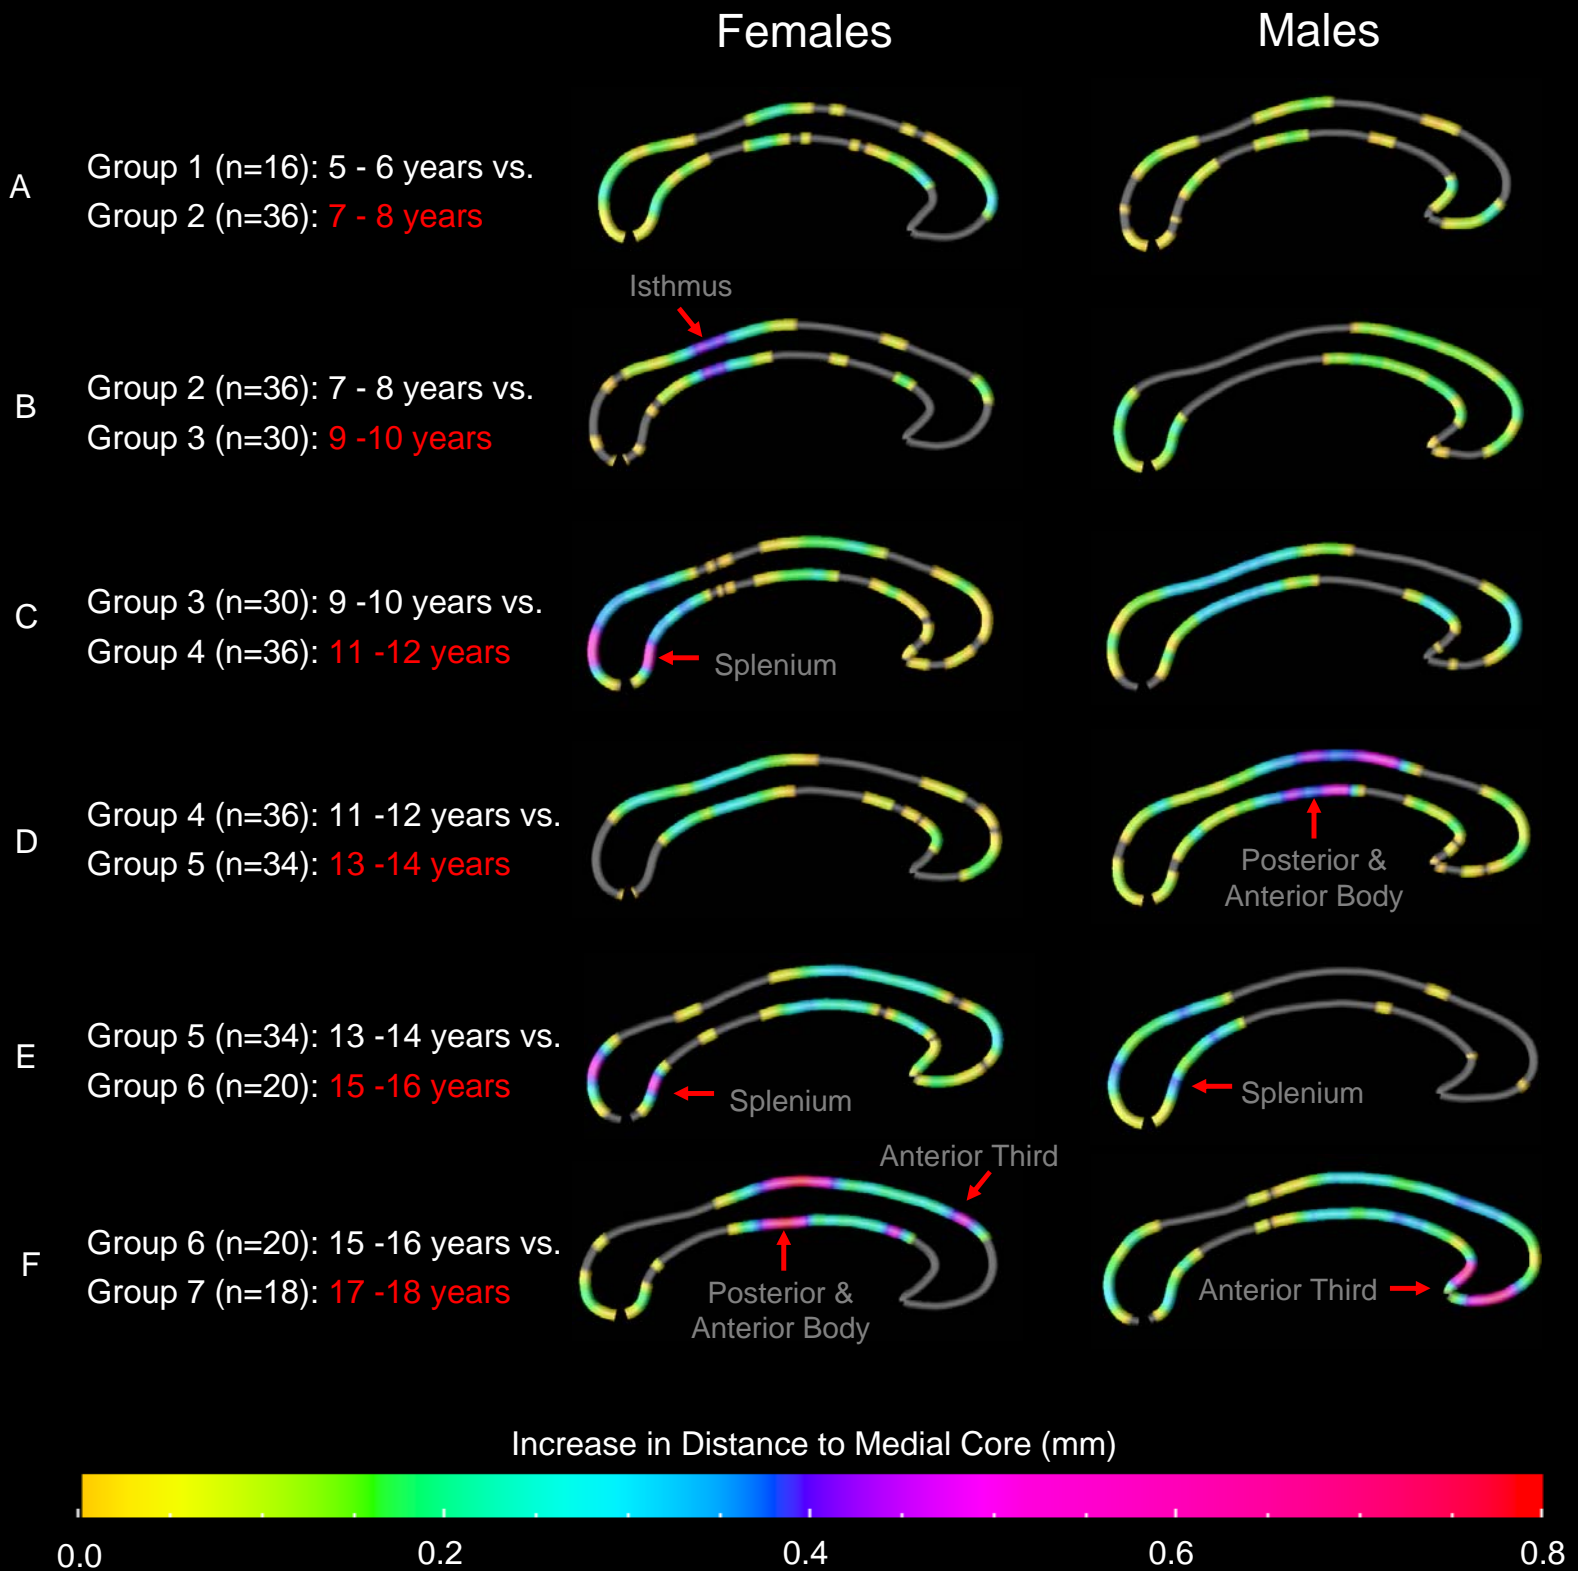 Females
Males
A
Group 1 (n=16): 5 - 6 years vs.
Group 2 (n=36): 7 - 8 years
Isthmus
B
Group 2 (n=36): 7 - 8 years vs.
Group 3 (n=30): 9 -10 years
C
Group 3 (n=30): 9 -10 years vs.
Group 4 (n=36): 11 -12 years
Splenium
D
Group 4 (n=36): 11 -12 years vs.
Group 5 (n=34): 13 -14 years
Posterior &
Anterior Body
E
Group 5 (n=34): 13 -14 years vs.
Group 6 (n=20): 15 -16 years
Splenium
Splenium
F
Group 6 (n=20): 15 -16 years vs.
Group 7 (n=18): 17 -18 years
Anterior Third
Posterior &
Anterior Body
Anterior Third
Increase in Distance to Medial Core (mm)
0.0
0.2
0.4
0.6
0.8